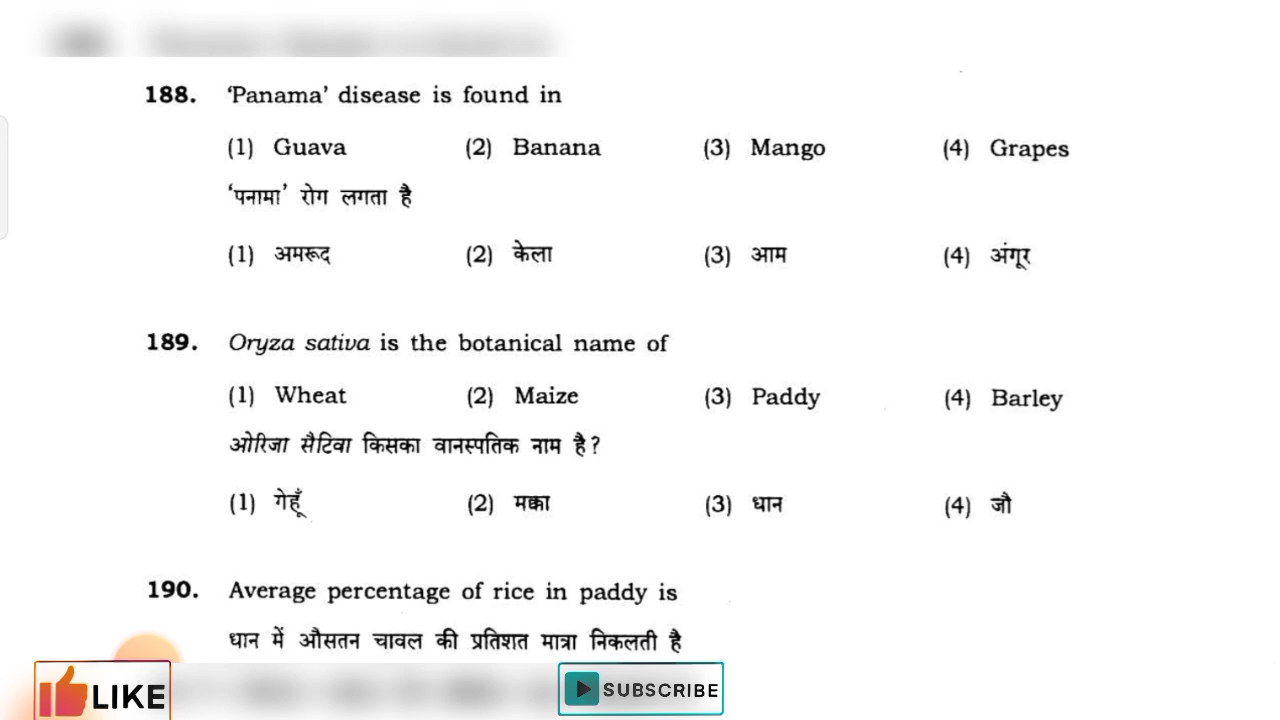 188. 'Panama' disease is found in
(1) Guava (2) Banana (3) Mango (4) Grapes
'पनामा' रोग लगता है
(1) अमरूद (2) केला (3) आम (4) अंगूर
189. Oryza sativa is the botanical name of
(1) Wheat (2) Maize (3) Paddy (4) Barley
ओरिजा सैटिवा किसका वानस्पतिक नाम है?
(1) गेहूँ (2) मक्का (3) धान (4) जौ
190. Average percentage of rice in paddy is
धान में औसतन चावल की प्रतिशत मात्रा निकलती है
LIKE SUBSCRIBE